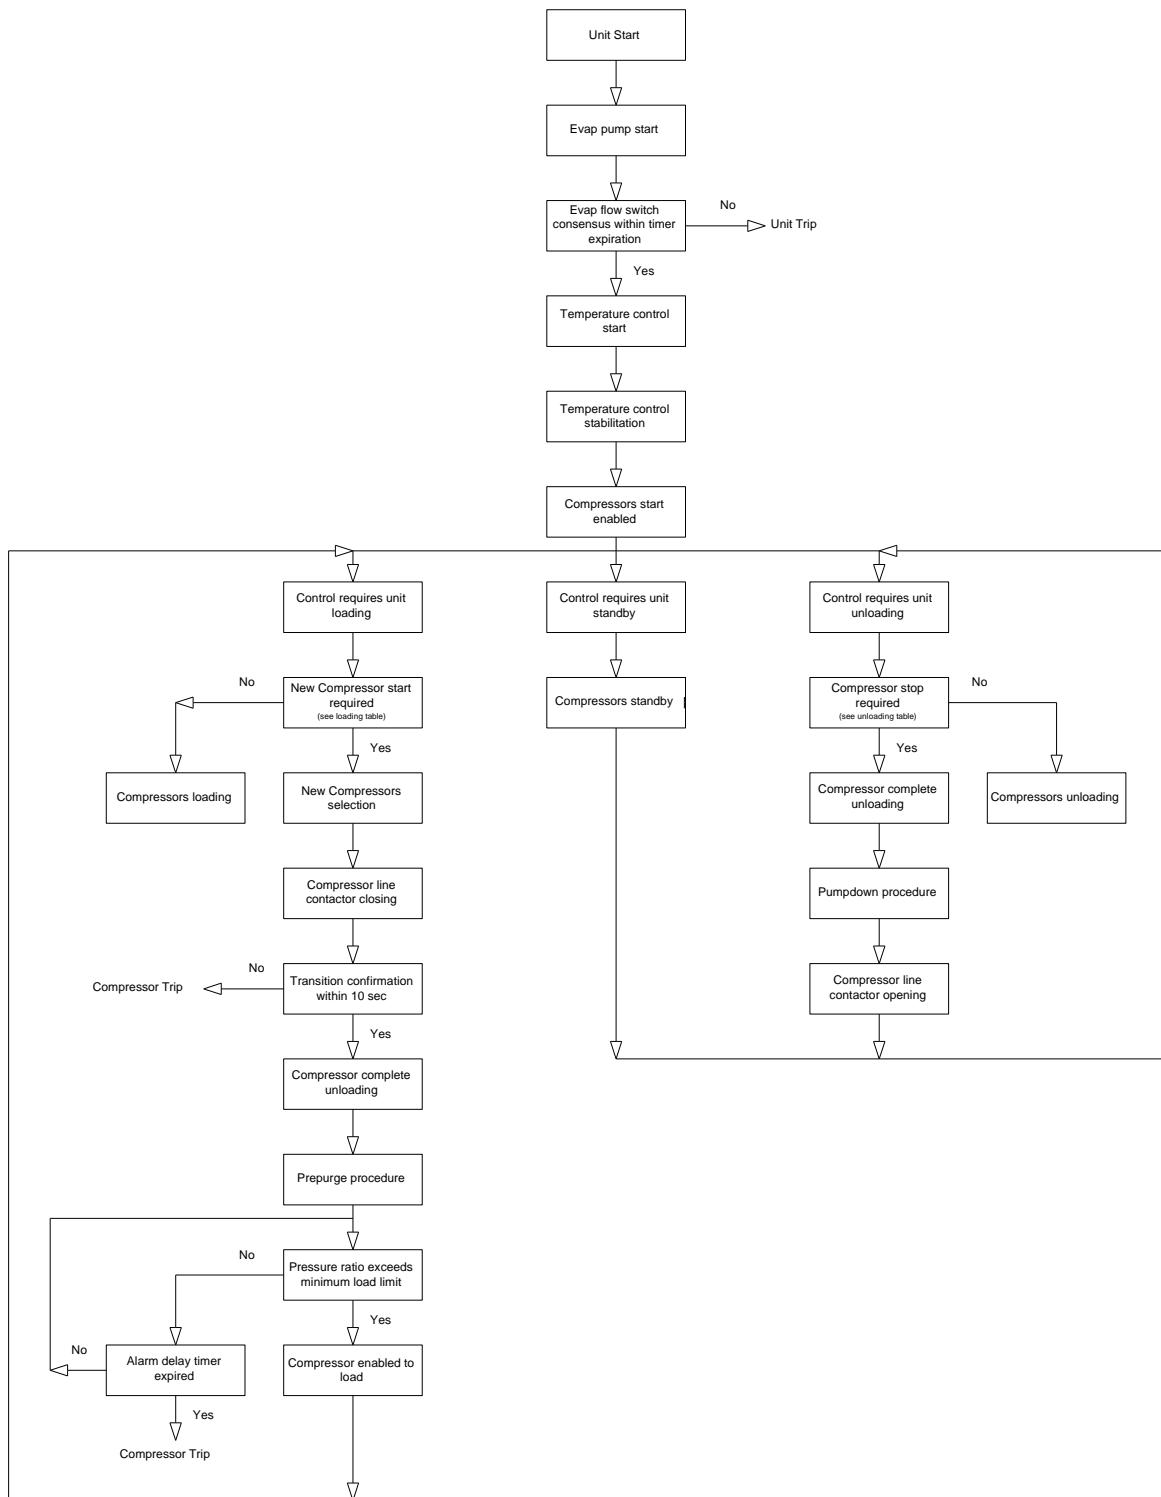 Unit Start
Evap pump start
Evap flow switch
consensus within timer
expiration
No
Unit Trip
Yes
Temperature control
start
Temperature control
stabilitation
Compressors start
enabled
Control requires unit
loading
Control requires unit
standby
Control requires unit
unloading
No
New Compressor start
required
(see loading table)
Compressors standby
Compressor stop
required
(see unloading table)
No
Yes
Yes
Compressors loading
New Compressors
selection
Compressor complete
unloading
Compressors unloading
Compressor line
contactor closing
Pumpdown procedure
Compressor Trip
No
Transition confirmation
within 10 sec
Compressor line
contactor opening
Yes
Compressor complete
unloading
Prepurge procedure
No
Pressure ratio exceeds
minimum load limit
Yes
No
Alarm delay timer
expired
Compressor enabled to
load
Yes
Compressor Trip